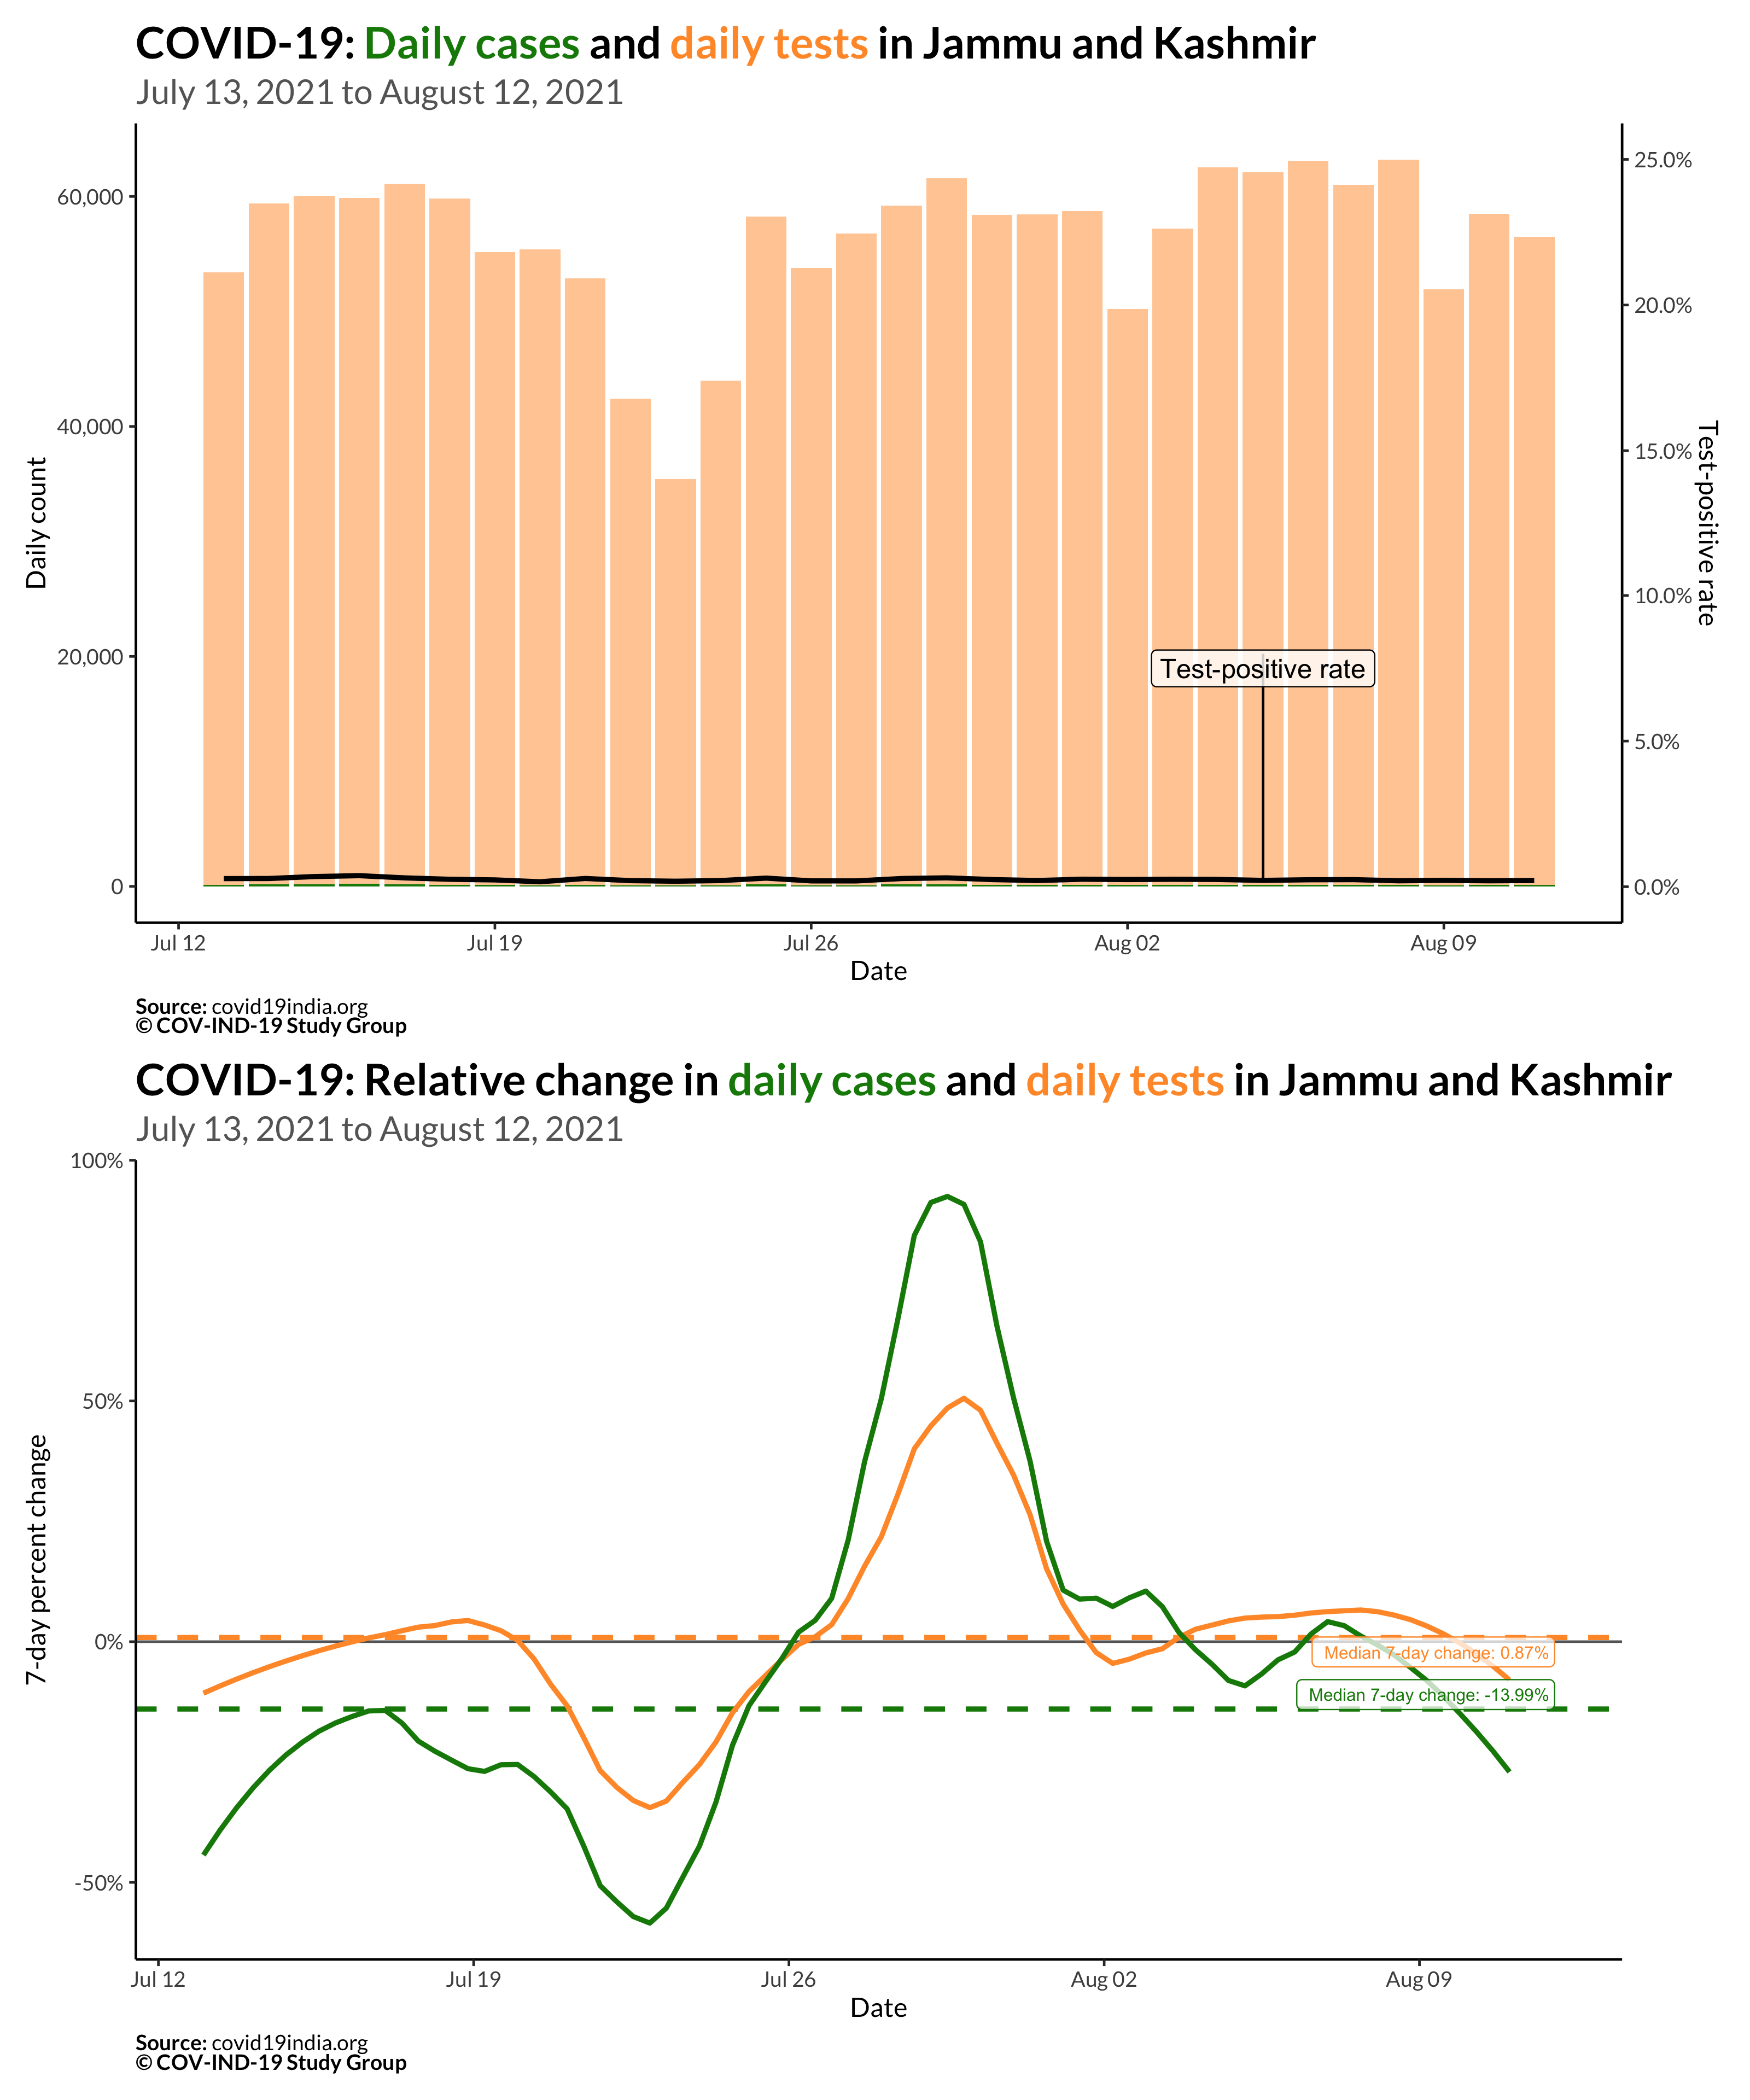 COVID-19: Daily cases and daily tests in Jammu and Kashmir
July 13, 2021 to August 12, 2021
Daily count
60,000
40,000
20,000
0
25.0%
20.0%
15.0%
10.0%
5.0%
0.0%
Test-positive rate
Test-positive rate
Jul 12
Jul 19
Jul 26
Aug 02
Aug 09
Date
Source: covid19india.org
© COV-IND-19 Study Group
COVID-19: Relative change in daily cases and daily tests in Jammu and Kashmir
July 13, 2021 to August 12, 2021
7-day percent change
100%
50%
0%
-50%
Median 7-day change: 0.87%
Median 7-day change: -13.99%
Jul 12
Jul 19
Jul 26
Aug 02
Aug 09
Date
Source: covid19india.org
© COV-IND-19 Study Group